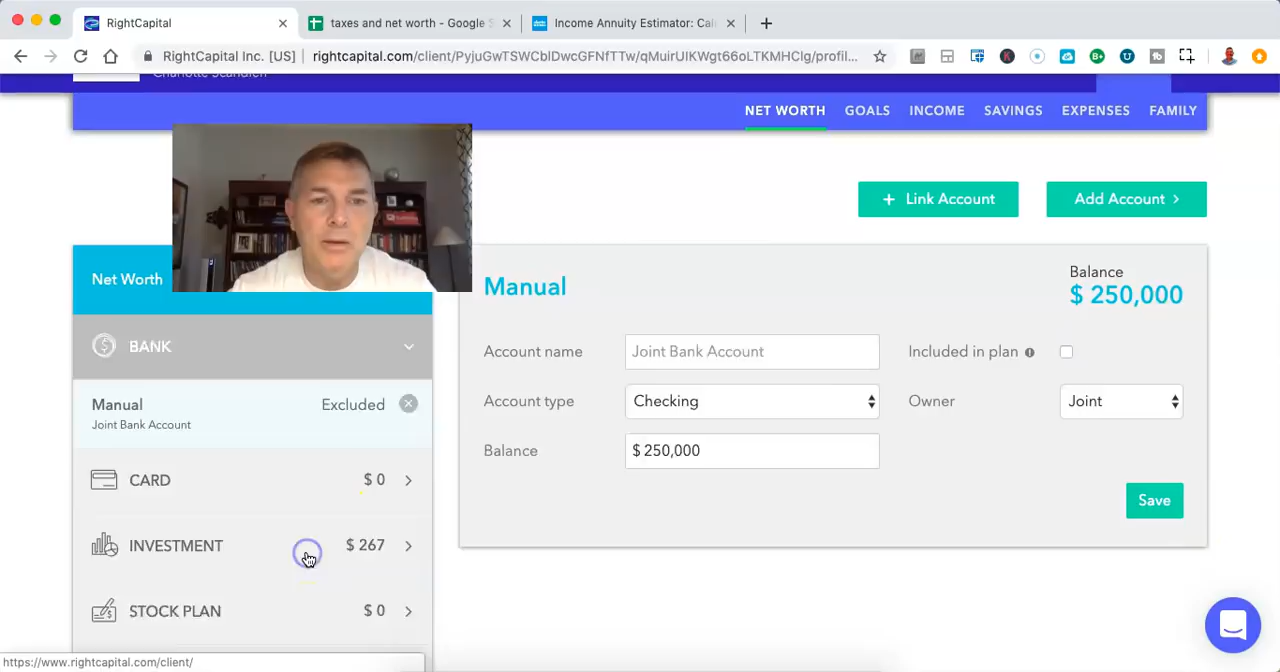 RightCapital
taxes and net worth - Google S
Income Annuity Estimator: Cal
RightCapital Inc. [US] | rightcapital.com/client/PyjuGwTSWCblDwcGFNfTTw/qMuirUIKWgt66oLTKMHClg/profil...
NET WORTH GOALS INCOME SAVINGS EXPENSES FAMILY
+ Link Account
Add Account >
Net Worth
BANK
Manual Excluded
Joint Bank Account
CARD $ 0
INVESTMENT $ 267
STOCK PLAN $ 0
Manual
Balance
$ 250,000
Account name Joint Bank Account Included in plan
Account type Checking Owner Joint
Balance $ 250,000
Save
https://www.rightcapital.com/client/